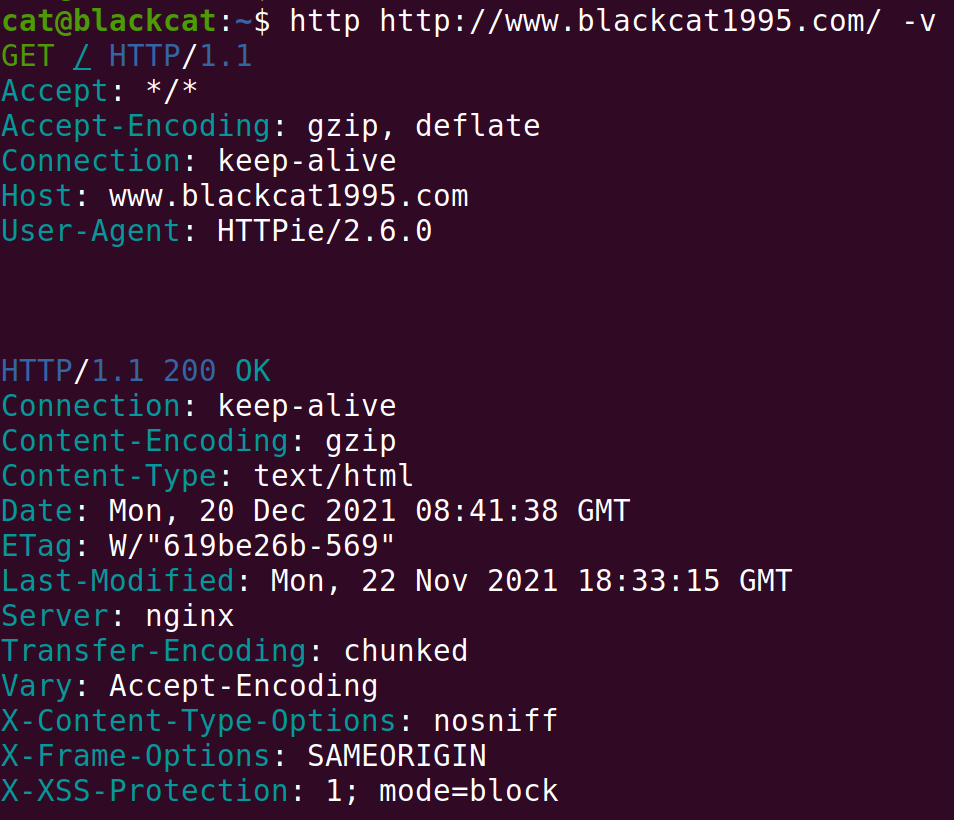 cat@blackcat:~$ http http://www.blackcat1995.com/ -v
GET / HTTP/1.1
Accept: */*
Accept-Encoding: gzip, deflate
Connection: keep-alive
Host: www.blackcat1995.com
User-Agent: HTTPie/2.6.0
HTTP/1.1 200 OK
Connection: keep-alive
Content-Encoding: gzip
Content-Type: text/html
Date: Mon, 20 Dec 2021 08:41:38 GMT
ETag: W/"619be26b-569"
Last-Modified: Mon, 22 Nov 2021 18:33:15 GMT
Server: nginx
Transfer-Encoding: chunked
Vary: Accept-Encoding
X-Content-Type-Options: nosniff
X-Frame-Options: SAMEORIGIN
X-XSS-Protection: 1; mode=block